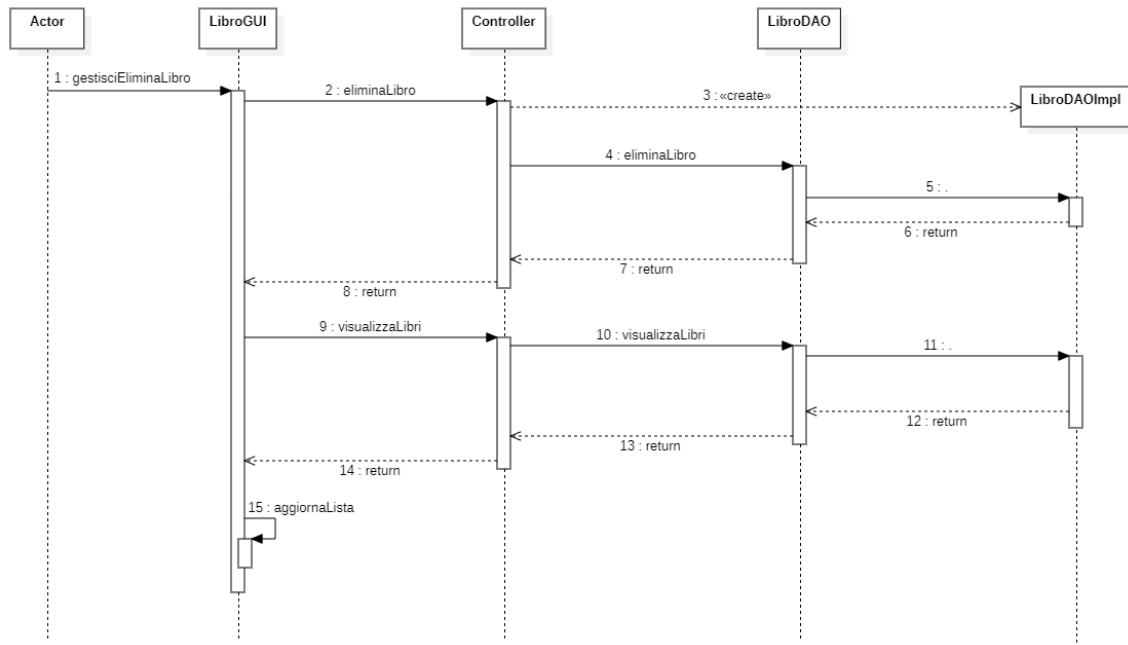 Actor
LibroGUI
Controller
LibroDAO
1 : gestisciEliminaLibro
2 : eliminaLibro
3 : «create»
LibroDAOImpl
4 : eliminaLibro
5 : .
6 : return
7 : return
8 : return
9 : visualizzaLibri
10 : visualizzaLibri
11 : .
12 : return
13 : return
14 : return
15 : aggiornaLista